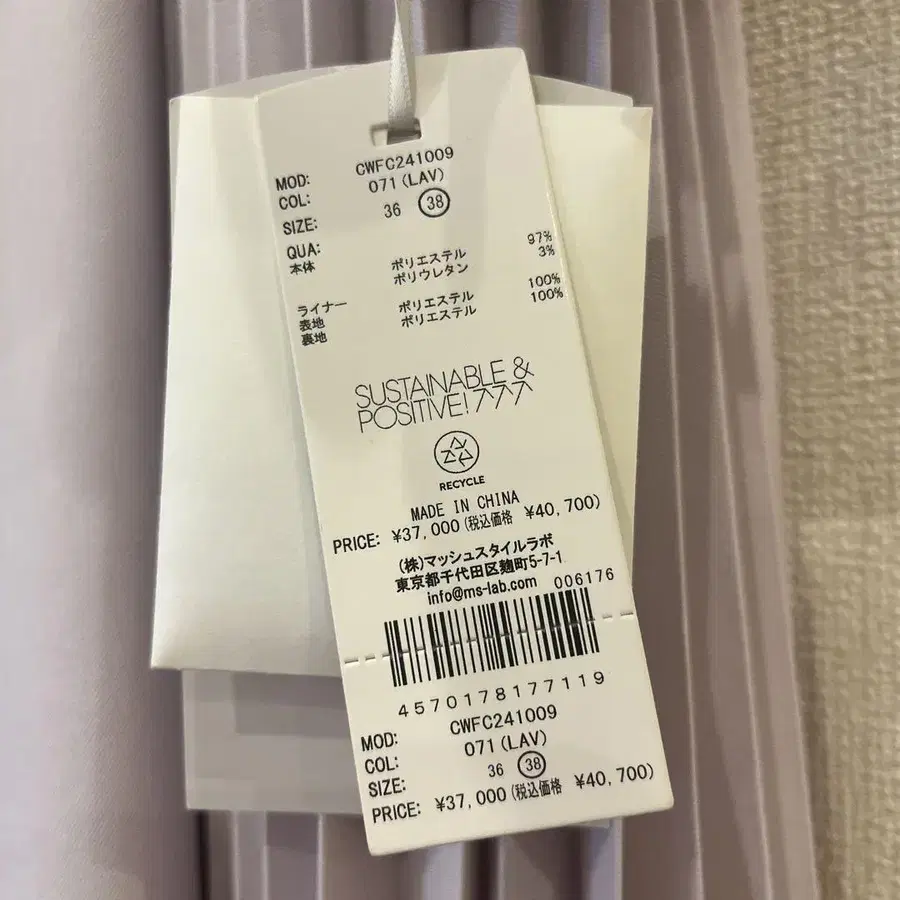 MOD: CWFC241009
COL: 071(LAV)
SIZE: 36 38
QUA:
本体 ポリエステル 97%
ポリウレタン 3%
ライナー
表地 ポリエステル 100%
裏地 ポリエステル 100%
SUSTAINABLE &
POSITIVE!
RECYCLE
MADE IN CHINA
PRICE: ¥37,000(税込価格 ¥40,700)
(株)マッシュスタイルラボ
東京都千代田区麹町5-7-1
info@ms-lab.com 006176
4570178177119
MOD: CWFC241009
COL: 071(LAV)
SIZE: 36 38
PRICE: ¥37,000(税込価格 ¥40,700)